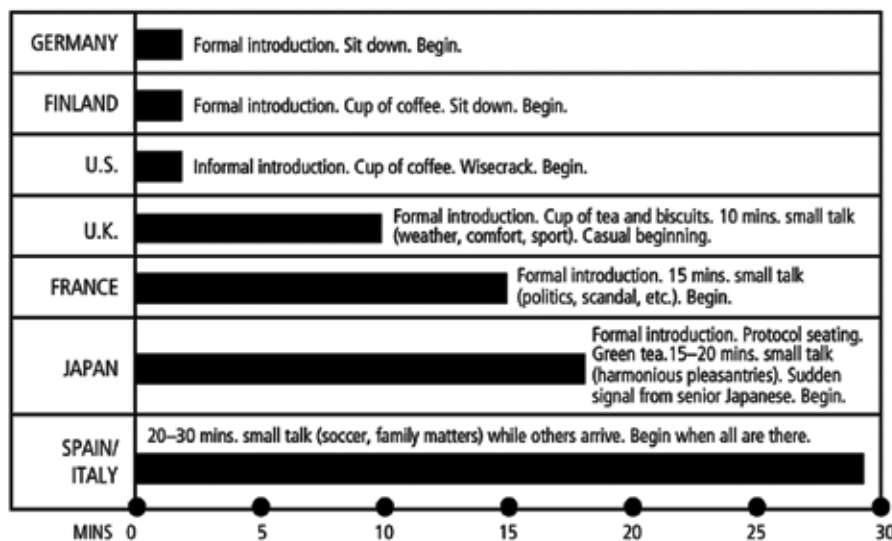 GERMANY
Formal introduction. Sit down. Begin.
FINLAND
Formal introduction. Cup of coffee. Sit down. Begin.
U.S.
Informal introduction. Cup of coffee. Wisecrack. Begin.
U.K.
Formal introduction. Cup of tea and biscuits. 10 mins. small talk
(weather, comfort, sport). Casual beginning.
FRANCE
Formal introduction. 15 mins. small talk
(politics, scandal, etc.). Begin.
JAPAN
Formal introduction. Protocol seating.
Green tea.15–20 mins. small talk
(harmonious pleasantries). Sudden
signal from senior Japanese. Begin.
SPAIN/
ITALY
20–30 mins. small talk (soccer, family matters) while others arrive. Begin when all are there.
MINS 0 5 10 15 20 25 30